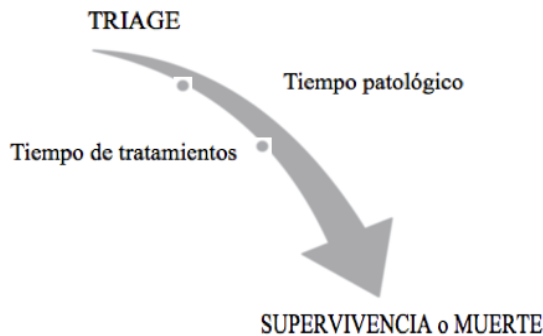 TRIAGE
Tiempo patológico
Tiempo de tratamientos
SUPERVIVENCIA o MUERTE